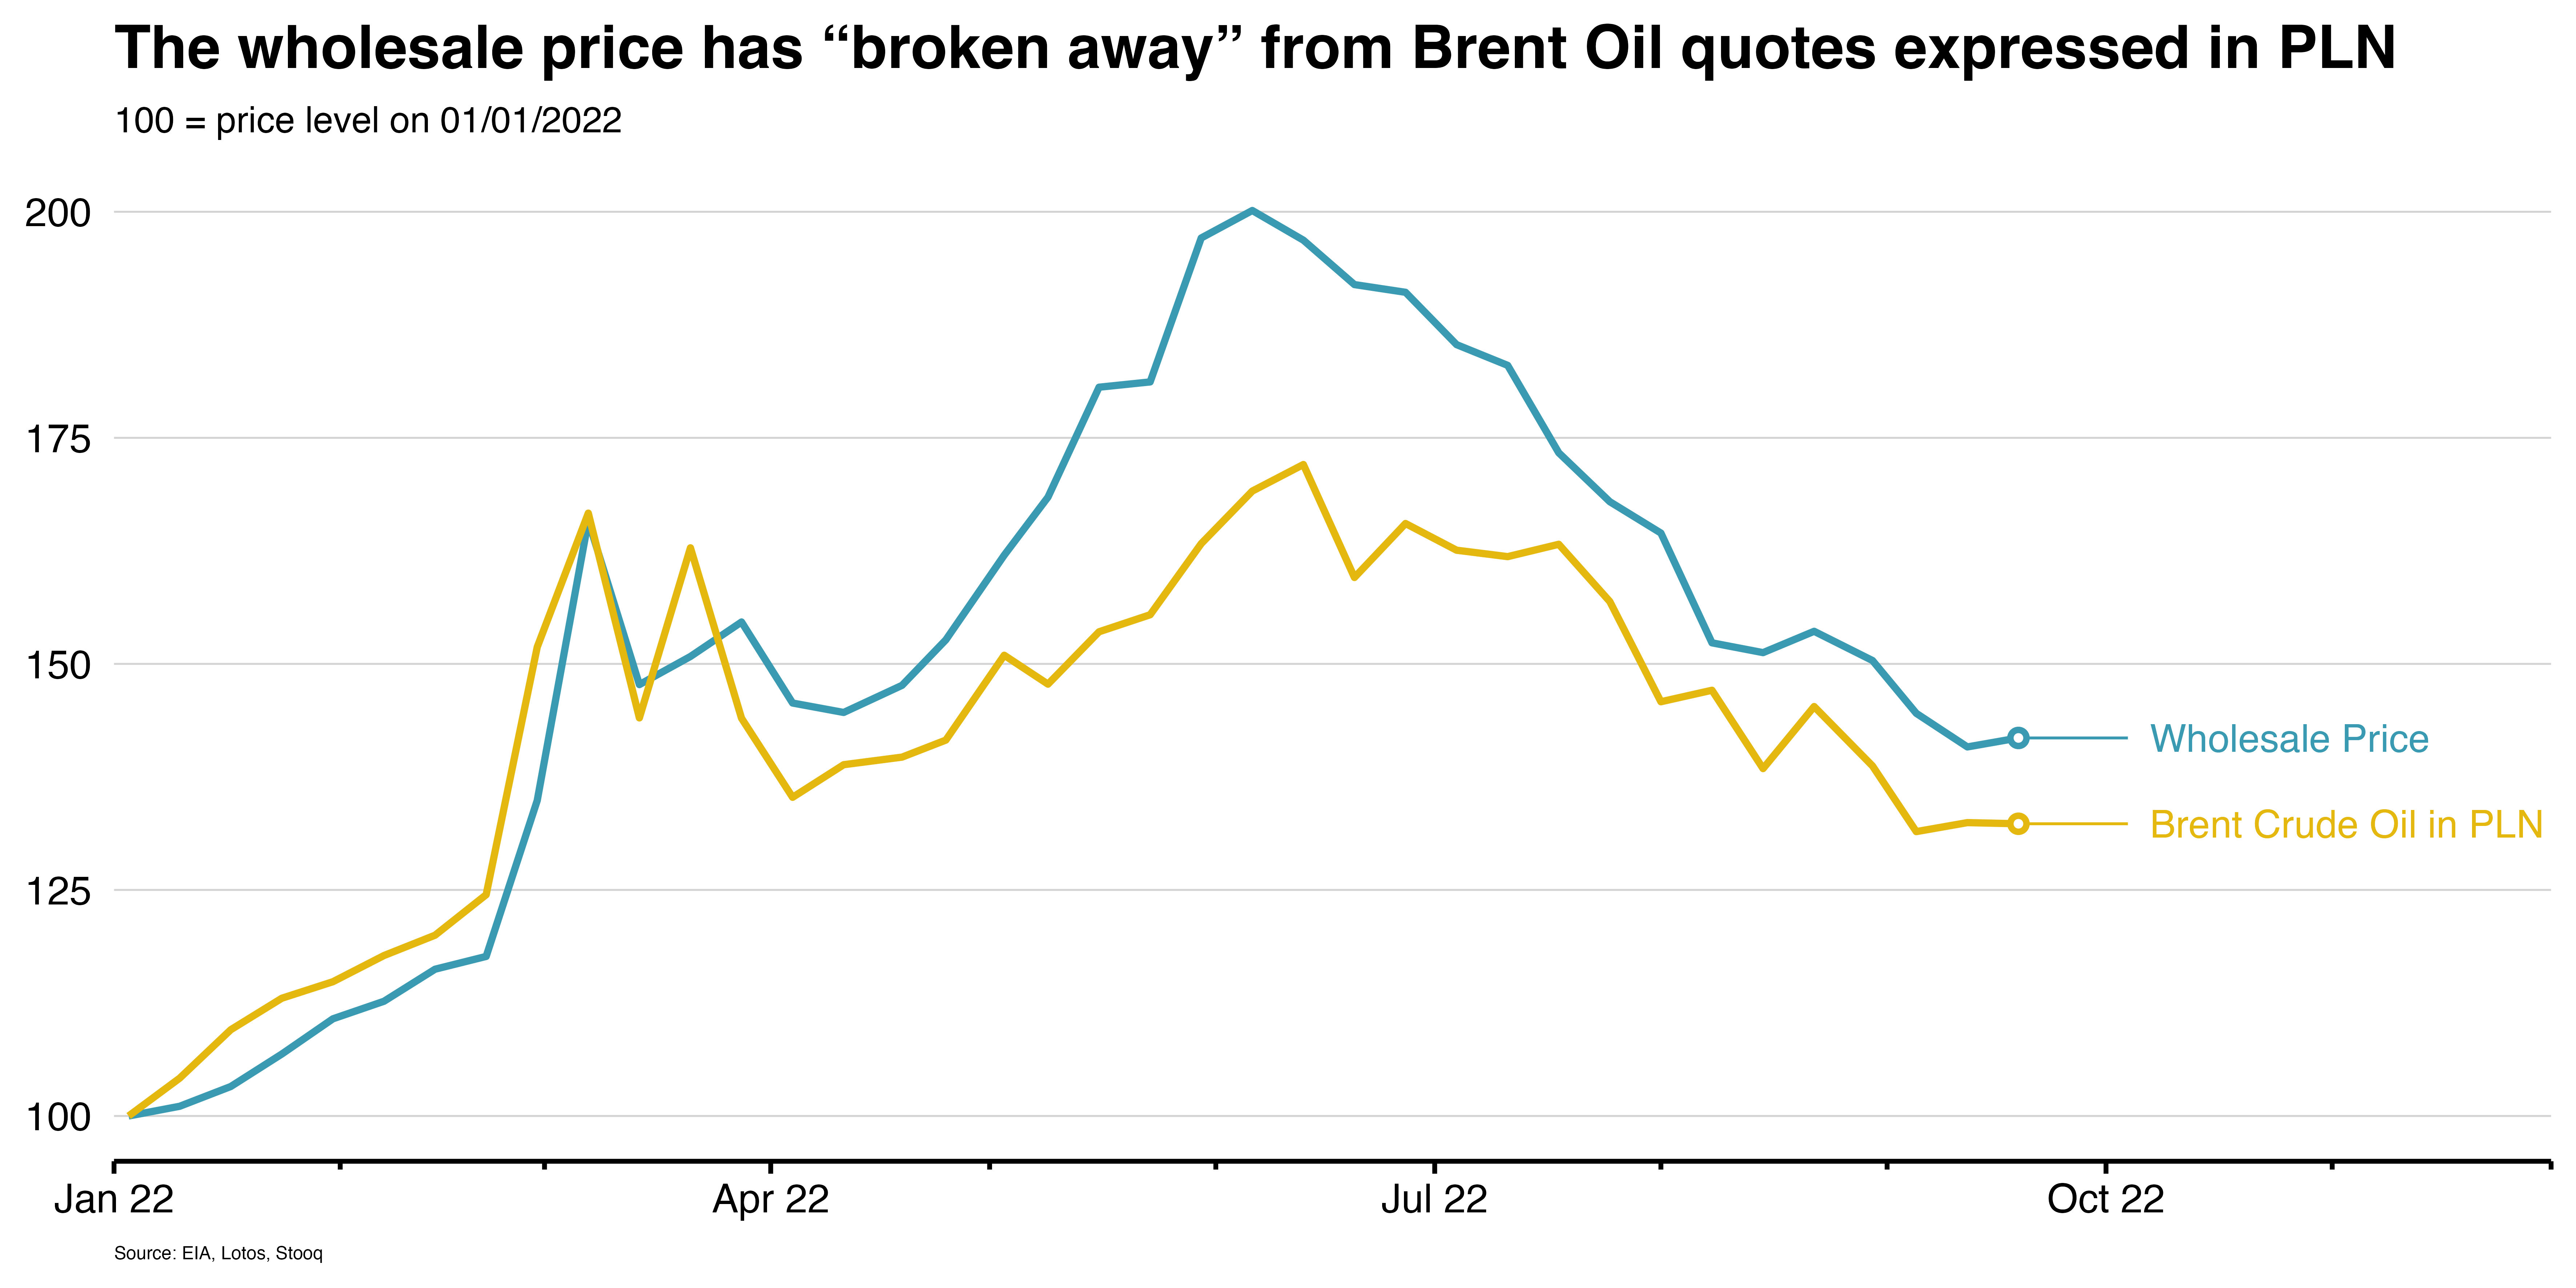 The wholesale price has “broken away” from Brent Oil quotes expressed in PLN
100 = price level on 01/01/2022
200
175
150
125
100
Wholesale Price
Brent Crude Oil in PLN
Jan 22 Apr 22 Jul 22 Oct 22
Source: EIA, Lotos, Stooq